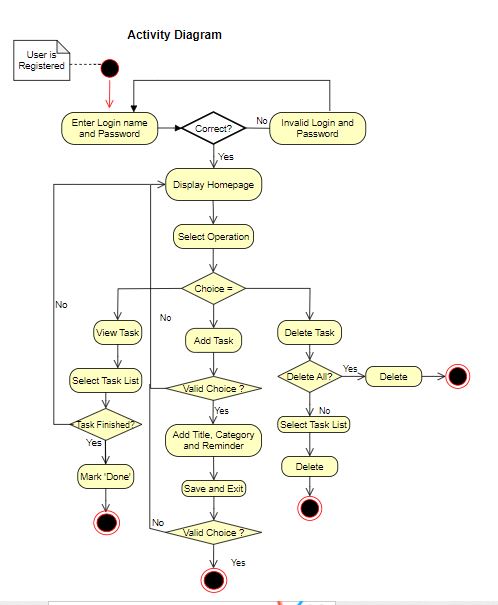 Activity Diagram
User is
Registered
Enter Login name
and Password
Correct?
No
Invalid Login and
Password
Yes
Display Homepage
Select Operation
Choice =
No
No
View Task
Add Task
Delete Task
Select Task List
Valid Choice ?
Delete All?
Yes
Delete
Yes
No
Task Finished?
Yes
Add Title, Category
and Reminder
Select Task List
Mark 'Done'
Save and Exit
Delete
No
Valid Choice ?
Yes